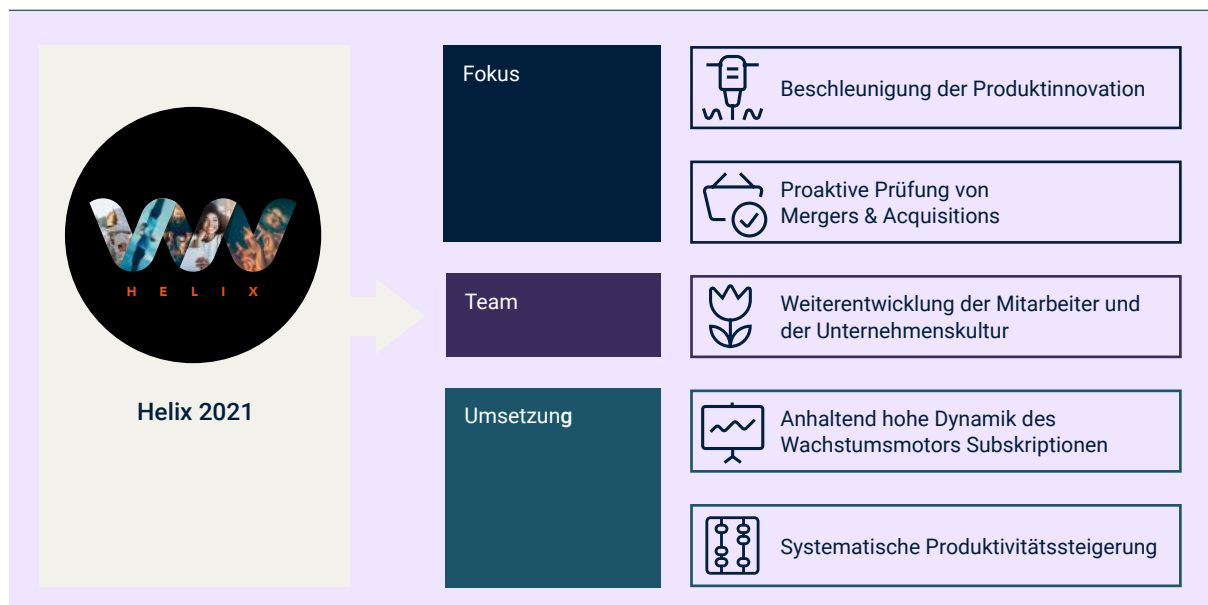 HELIX
Helix 2021
Fokus
Beschleunigung der Produktinnovation
Proaktive Prüfung von
Mergers & Acquisitions
Team
Weiterentwicklung der Mitarbeiter und
der Unternehmenskultur
Umsetzung
Anhaltend hohe Dynamik des
Wachstumsmotors Subskriptionen
Systematische Produktivitätssteigerung